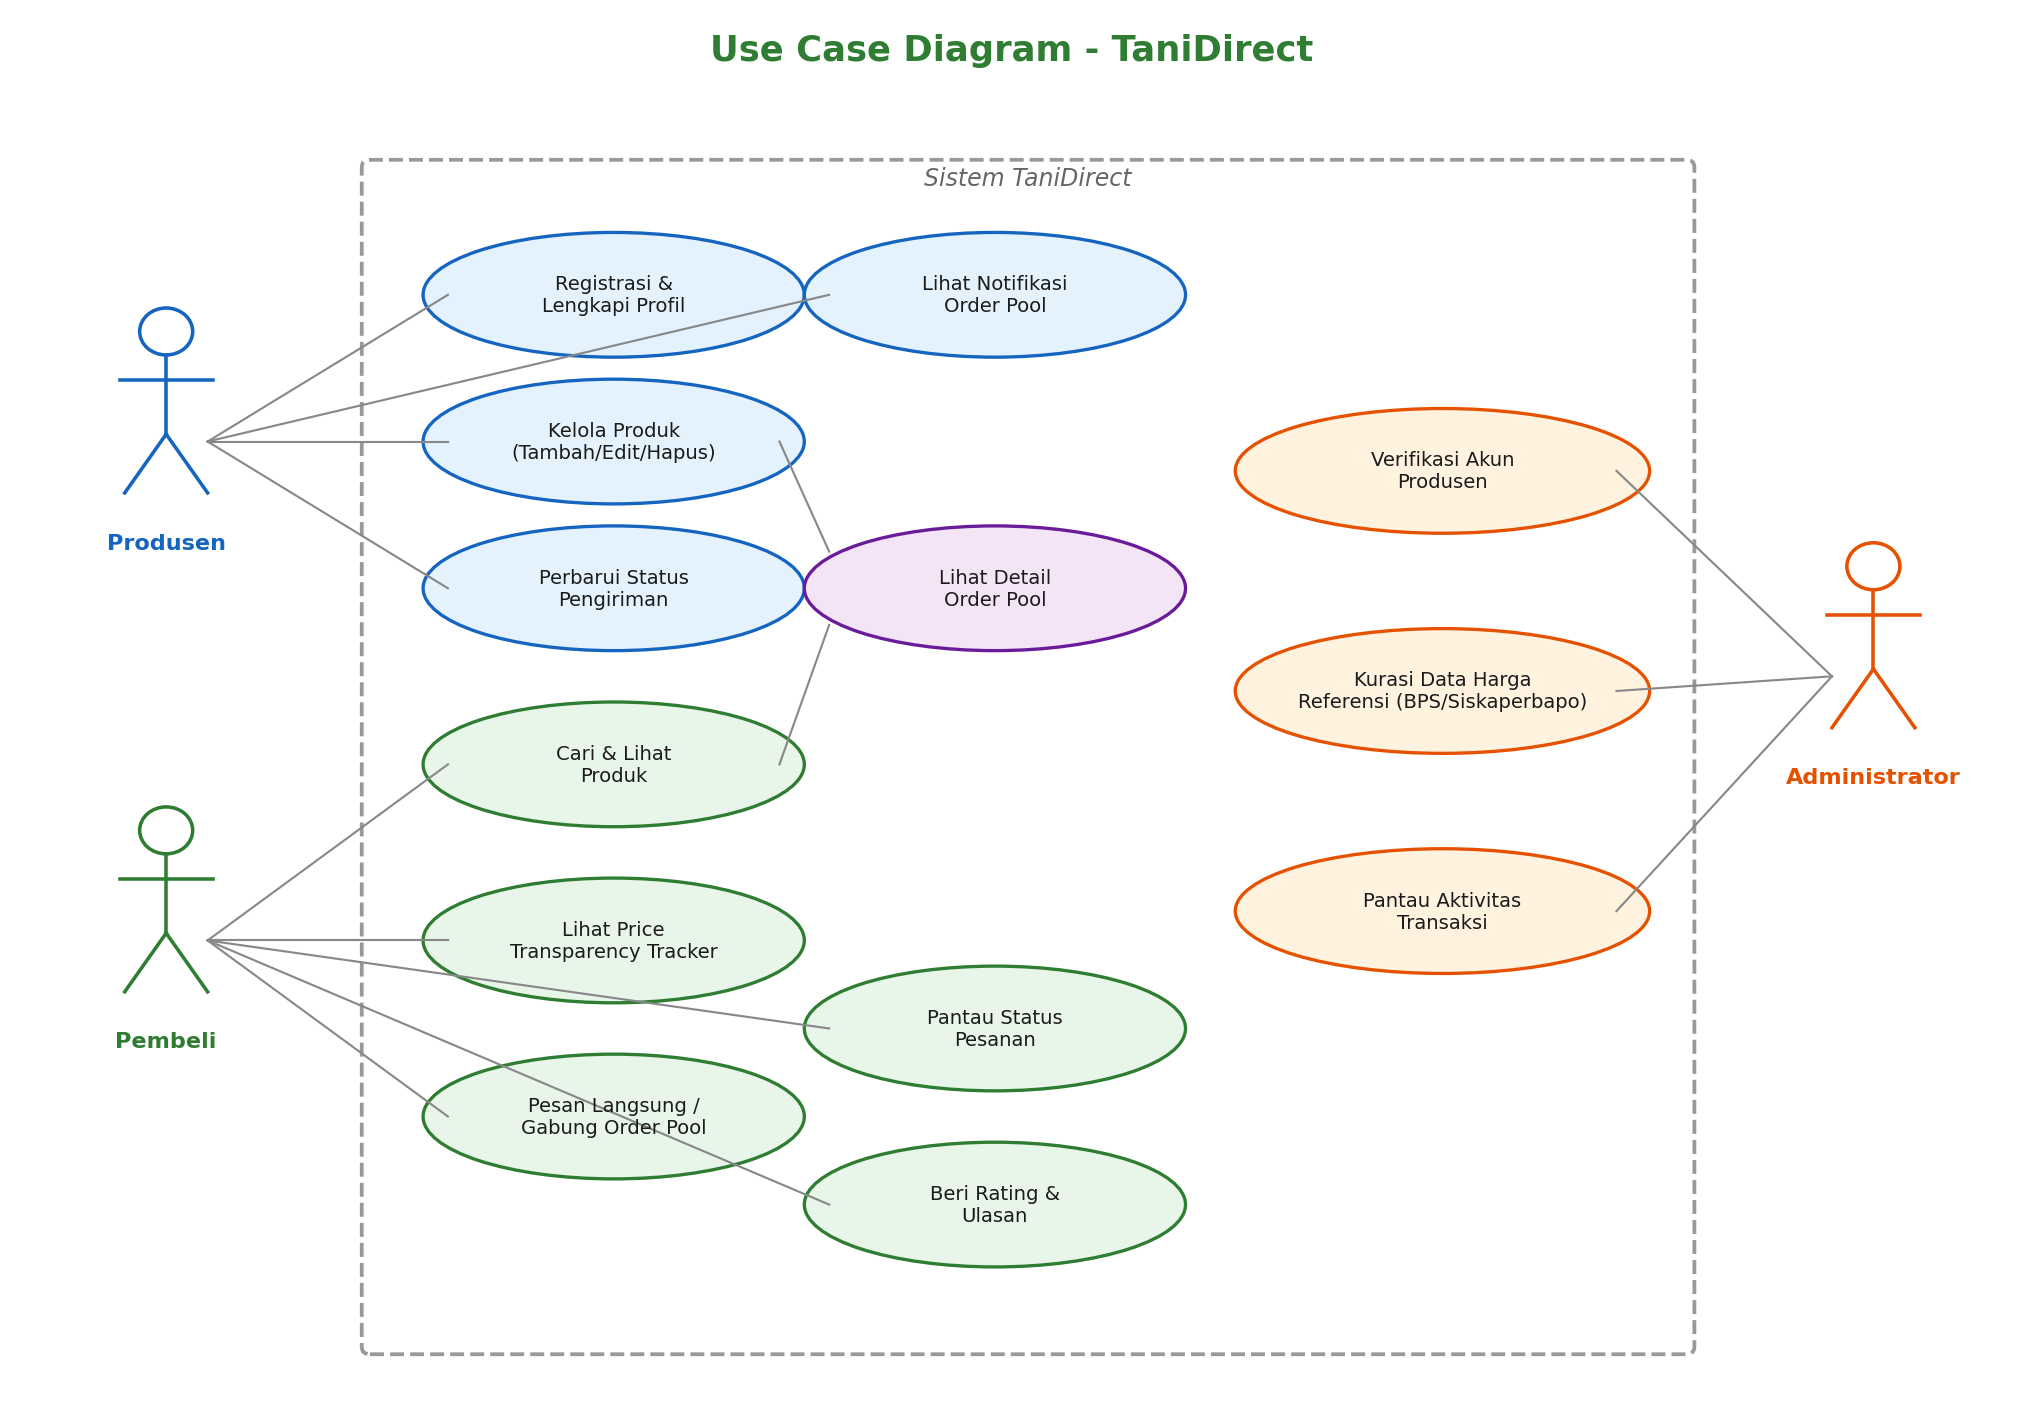 Use Case Diagram - TaniDirect
Sistem TaniDirect
Registrasi &
Lengkapi Profil
Lihat Notifikasi
Order Pool
Kelola Produk
(Tambah/Edit/Hapus)
Verifikasi Akun
Produsen
Produsen
Perbarui Status
Pengiriman
Lihat Detail
Order Pool
Kurasi Data Harga
Referensi (BPS/Siskaperbapo)
Administrator
Cari & Lihat
Produk
Pantau Aktivitas
Transaksi
Lihat Price
Transparency Tracker
Pembeli
Pantau Status
Pesanan
Pesan Langsung /
Gabung Order Pool
Beri Rating &
Ulasan